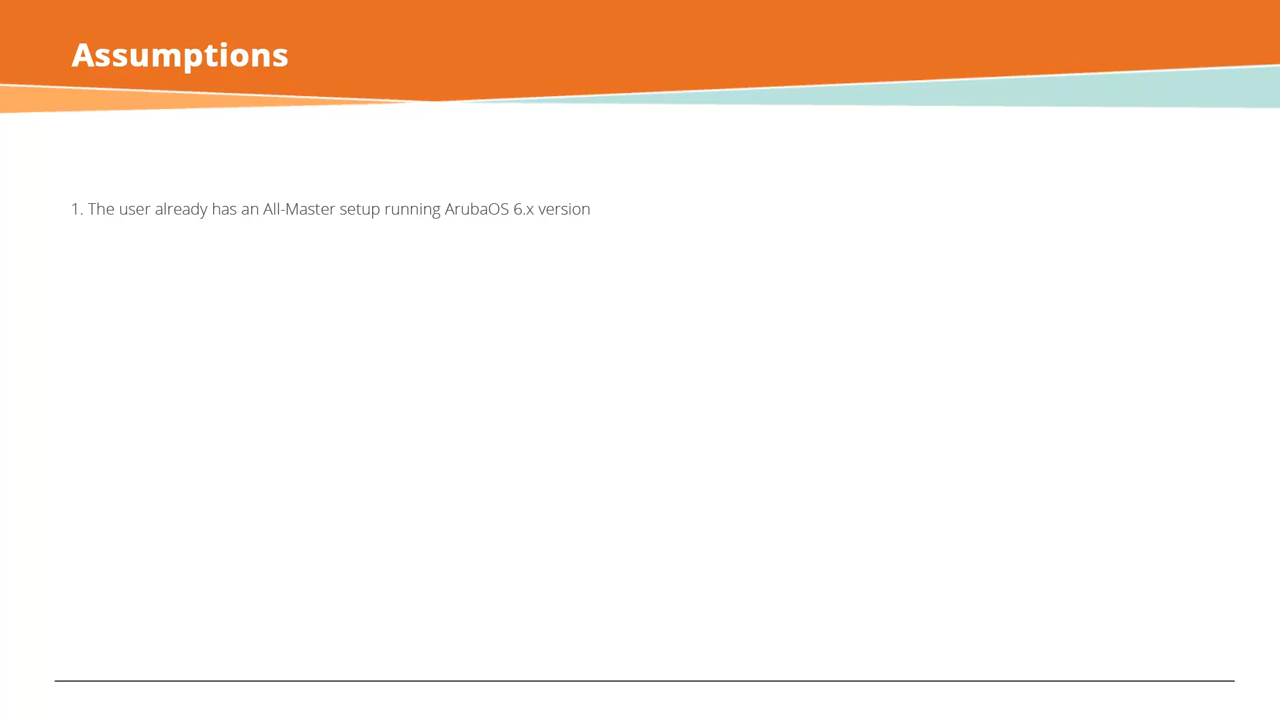 Assumptions
1. The user already has an All-Master setup running ArubaOS 6.x version